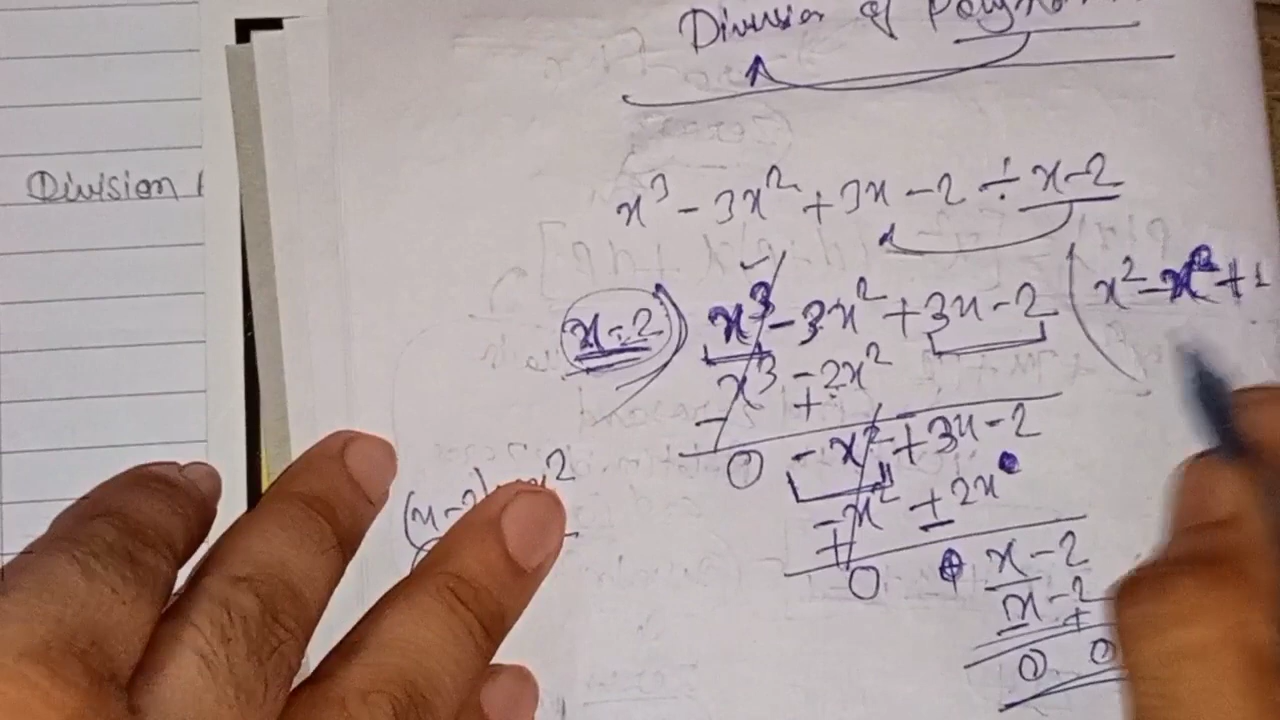 Division of
Division
x³ - 3x² + 3x - 2 ÷ x-2
x-2) x³ - 3x² + 3x - 2 (x² - x + 1
x³ - 2x²
- +
0 - x² + 3x - 2
- x² + 2x
+ -
0 x - 2
x - 2
- +
0 0